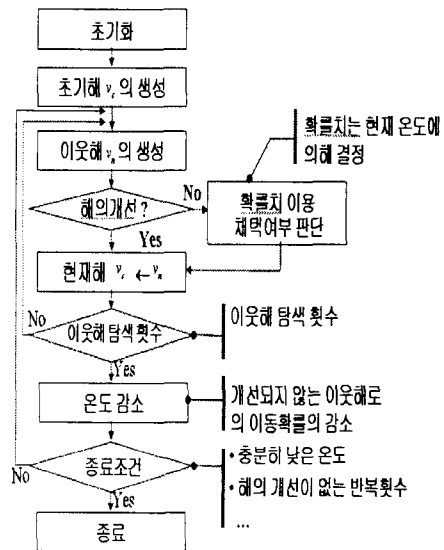 초기화
초기해 v_c 의 생성
이웃해 v_n 의 생성
확률치는 현재 온도에
의해 결정
해의개선 ?
No
확률치 이용
채택여부 판단
Yes
현재해 v_c ← v_n
No
이웃해 탐색 횟수
이웃해 탐색 횟수
Yes
온도 감소
개선되지 않는 이웃해로
의 이동확률의 감소
종료조건
No
• 충분히 낮은 온도
• 해의 개선이 없는 반복횟수
...
Yes
종료